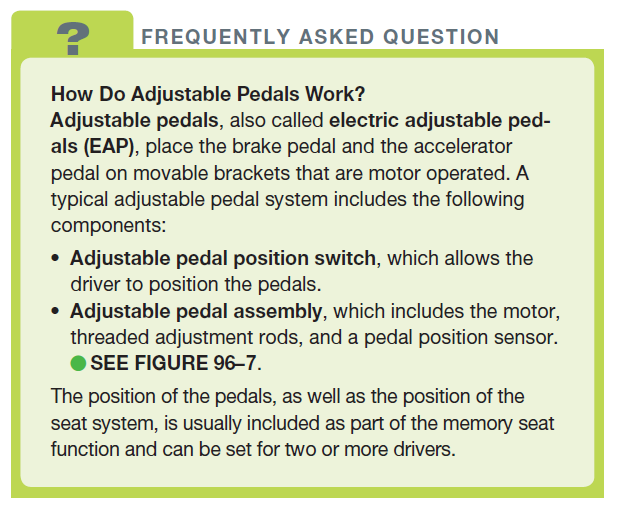 ?
FREQUENTLY ASKED QUESTION
How Do Adjustable Pedals Work?
Adjustable pedals, also called electric adjustable ped-
als (EAP), place the brake pedal and the accelerator
pedal on movable brackets that are motor operated. A
typical adjustable pedal system includes the following
components:
• Adjustable pedal position switch, which allows the
driver to position the pedals.
• Adjustable pedal assembly, which includes the motor,
threaded adjustment rods, and a pedal position sensor.
● SEE FIGURE 96–7.
The position of the pedals, as well as the position of the
seat system, is usually included as part of the memory seat
function and can be set for two or more drivers.